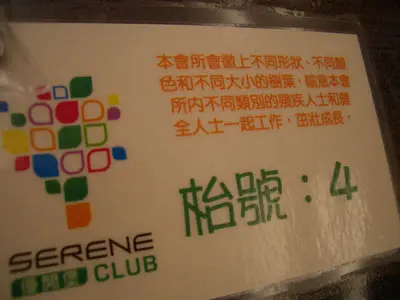 本會所會徽上不同形狀、不同顏
色和不同大小的樹葉，寓意本會
所內不同類別的殘疾人士和健
全人士一起工作，茁壯成長。
枱號：4
SERENE
CLUB